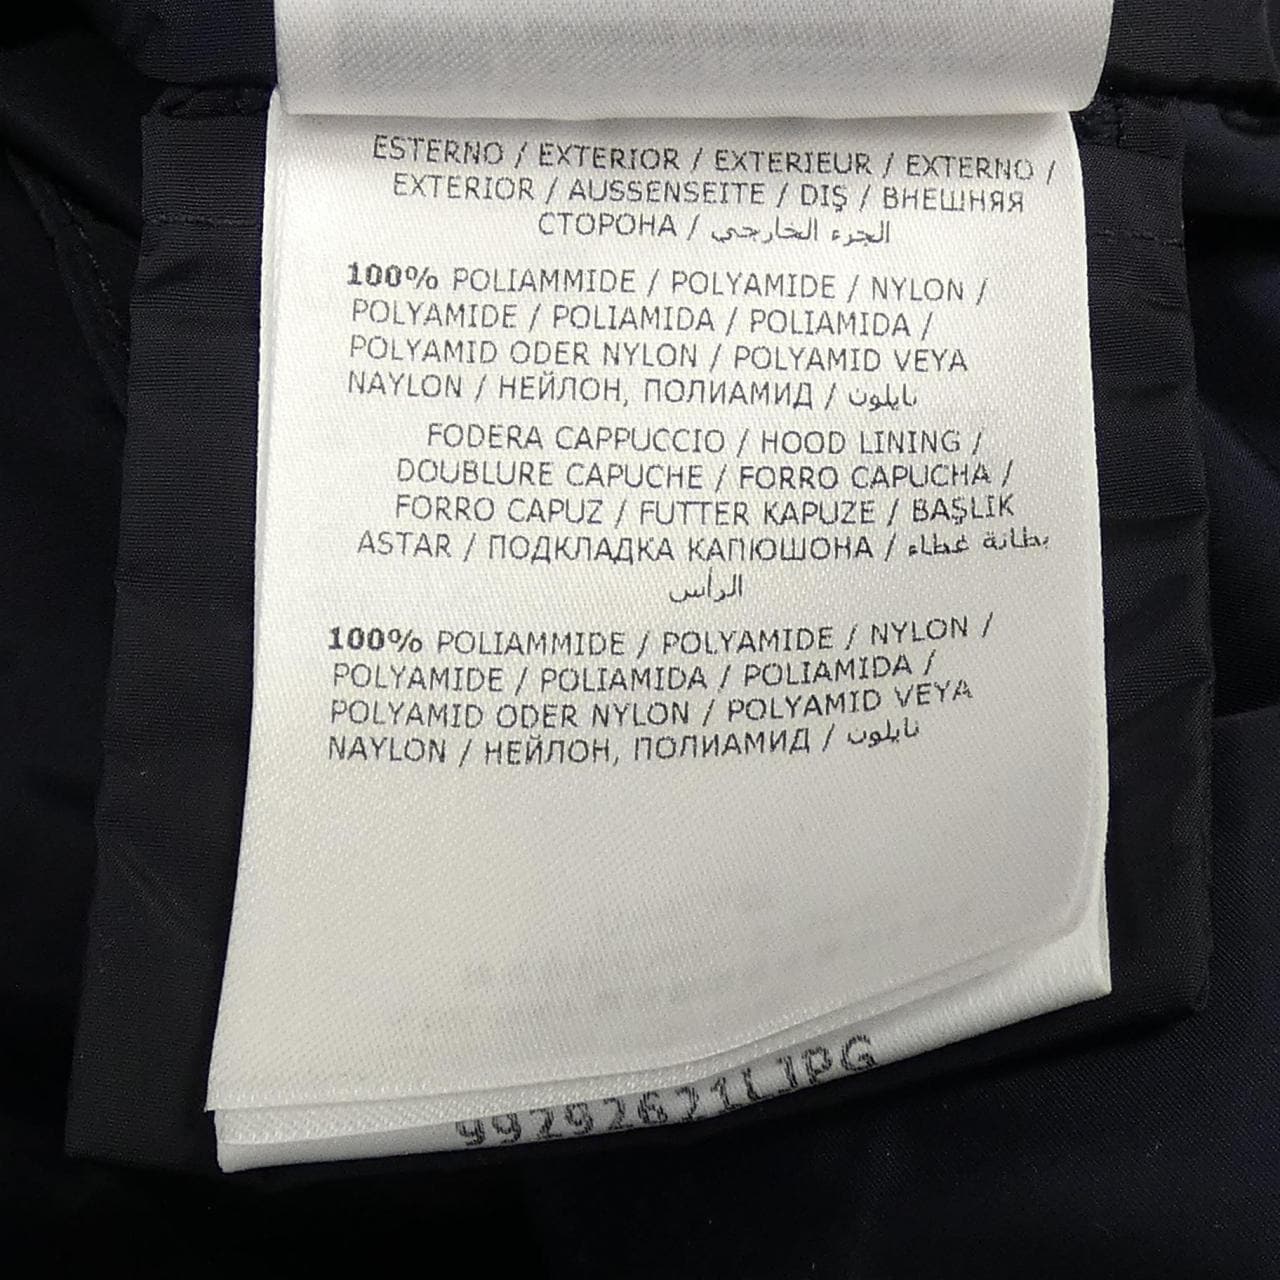 ESTERNO / EXTERIOR / EXTERIEUR / EXTERNO /
EXTERIOR / AUSSENSEITE / DIŞ / ВНЕШНЯЯ
СТОРОНА / الجزء الخارجي
100% POLIAMMIDE / POLYAMIDE / NYLON /
POLYAMIDE / POLIAMIDA / POLIAMIDA /
POLYAMID ODER NYLON / POLYAMID VEYA
NAYLON / НЕЙЛОН, ПОЛИАМИД / نايلون
FODERA CAPPUCCIO / HOOD LINING /
DOUBLURE CAPUCHE / FORRO CAPUCHA /
FORRO CAPUZ / FUTTER KAPUZE / BAŞLIK
ASTAR / ПОДКЛАДКА КАПЮШОНА / بطانة غطاء
الرأس
100% POLIAMMIDE / POLYAMIDE / NYLON /
POLYAMIDE / POLIAMIDA / POLIAMIDA /
POLYAMID ODER NYLON / POLYAMID VEYA
NAYLON / НЕЙЛОН, ПОЛИАМИД / نايلون